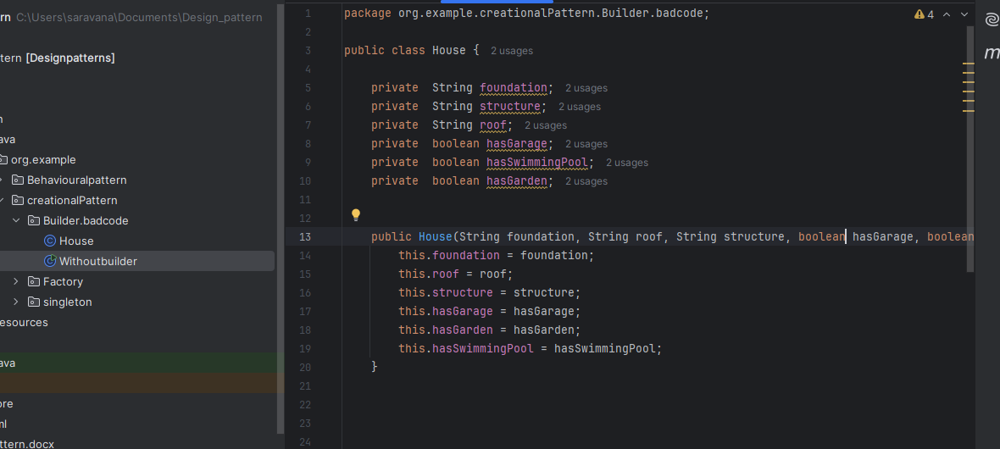 rn C:\Users\saravana\Documents\Design_pattern
tern [Designpatterns]
n
ava
org.example
Behaviouralpattern
creationalPattern
Builder.badcode
House
Withoutbuilder
Factory
singleton
esources
ava
ore
ml
ttern.docx
1 package org.example.creationalPattern.Builder.badcode;
2
3 public class House { 2 usages
4
5 private String foundation; 2 usages
6 private String structure; 2 usages
7 private String roof; 2 usages
8 private boolean hasGarage; 2 usages
9 private boolean hasSwimmingPool; 2 usages
10 private boolean hasGarden; 2 usages
11
12
13 public House(String foundation, String roof, String structure, boolean hasGarage, boolean
14 this.foundation = foundation;
15 this.roof = roof;
16 this.structure = structure;
17 this.hasGarage = hasGarage;
18 this.hasGarden = hasGarden;
19 this.hasSwimmingPool = hasSwimmingPool;
20 }
21
22
23
24
4
m